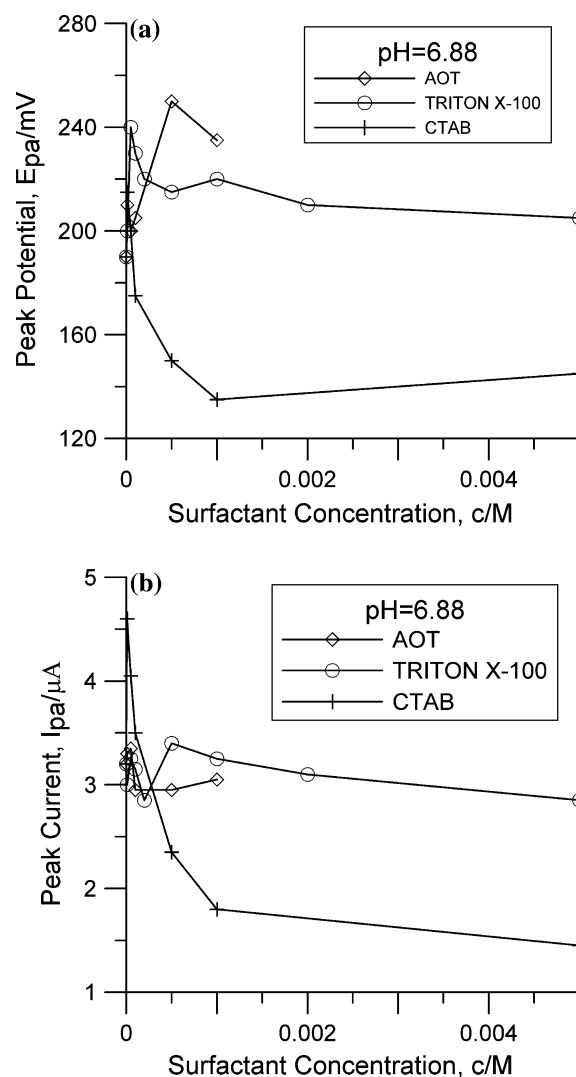 (a)
280
240
200
160
120
Peak Potential, Epa/mV
pH=6.88
AOT
TRITON X-100
CTAB
0
0.002
0.004
Surfactant Concentration, c/M
(b)
5
4
3
2
1
Peak Current, Ipa/μA
pH=6.88
AOT
TRITON X-100
CTAB
0
0.002
0.004
Surfactant Concentration, c/M